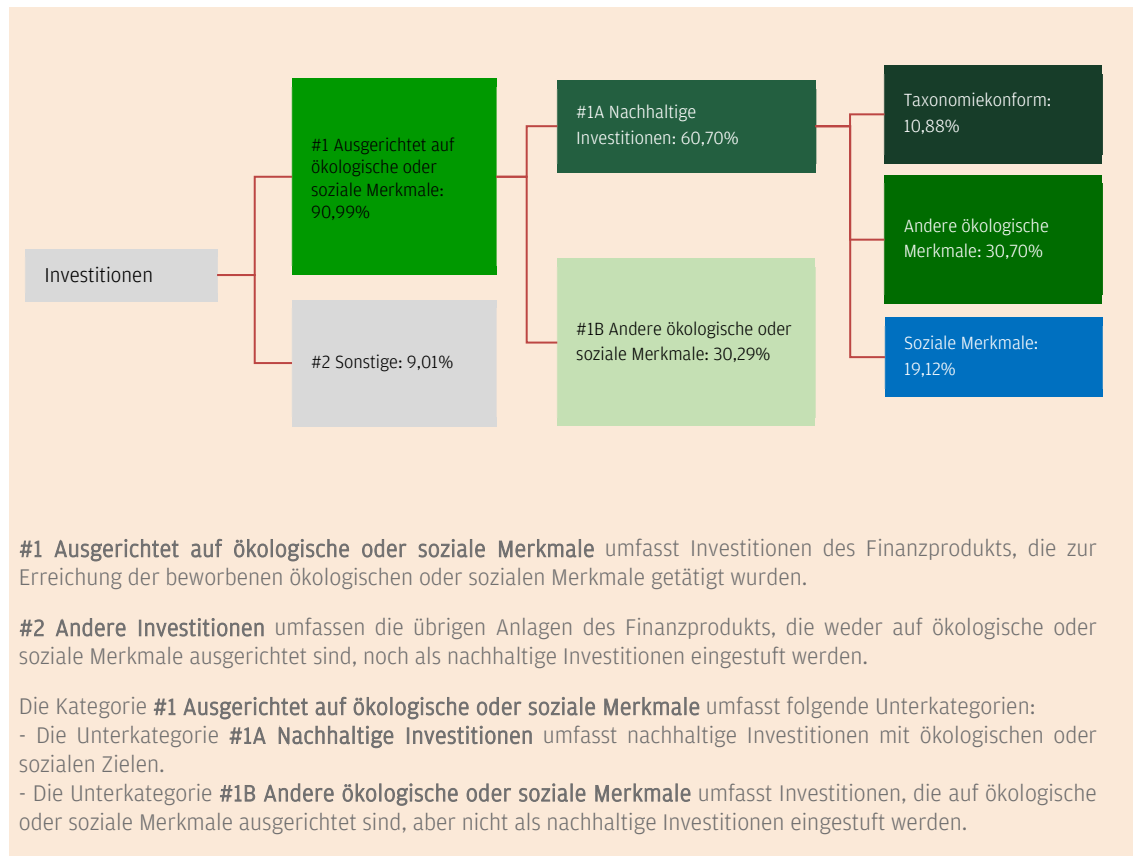 Investitionen
#1 Ausgerichtet auf
ökologische oder
soziale Merkmale:
90,99%
#2 Sonstige: 9,01%
#1A Nachhaltige
Investitionen: 60,70%
#1B Andere ökologische oder
soziale Merkmale: 30,29%
Taxonomiekonform:
10,88%
Andere ökologische
Merkmale: 30,70%
Soziale Merkmale:
19,12%
#1 Ausgerichtet auf ökologische oder soziale Merkmale umfasst Investitionen des Finanzprodukts, die zur
Erreichung der beworbenen ökologischen oder sozialen Merkmale getätigt wurden.
#2 Andere Investitionen umfassen die übrigen Anlagen des Finanzprodukts, die weder auf ökologische oder
soziale Merkmale ausgerichtet sind, noch als nachhaltige Investitionen eingestuft werden.
Die Kategorie #1 Ausgerichtet auf ökologische oder soziale Merkmale umfasst folgende Unterkategorien:
- Die Unterkategorie #1A Nachhaltige Investitionen umfasst nachhaltige Investitionen mit ökologischen oder
sozialen Zielen.
- Die Unterkategorie #1B Andere ökologische oder soziale Merkmale umfasst Investitionen, die auf ökologische
oder soziale Merkmale ausgerichtet sind, aber nicht als nachhaltige Investitionen eingestuft werden.